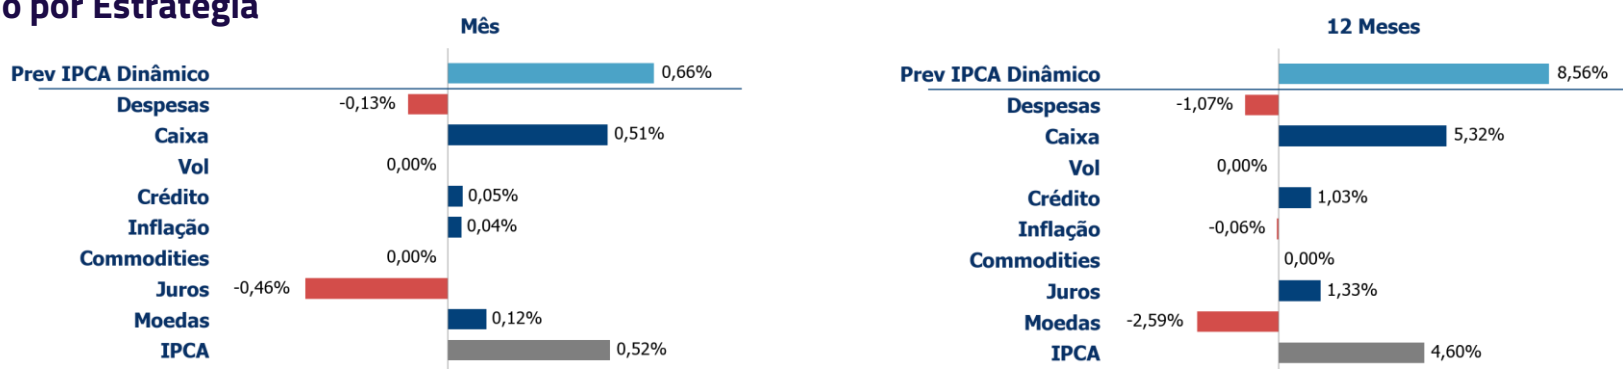 o por Estratégia
Mês
Prev IPCA Dinâmico 0,66%
Despesas -0,13%
Caixa 0,51%
Vol 0,00%
Crédito 0,05%
Inflação 0,04%
Commodities 0,00%
Juros -0,46%
Moedas 0,12%
IPCA 0,52%
12 Meses
Prev IPCA Dinâmico 8,56%
Despesas -1,07%
Caixa 5,32%
Vol 0,00%
Crédito 1,03%
Inflação -0,06%
Commodities 0,00%
Juros 1,33%
Moedas -2,59%
IPCA 4,60%